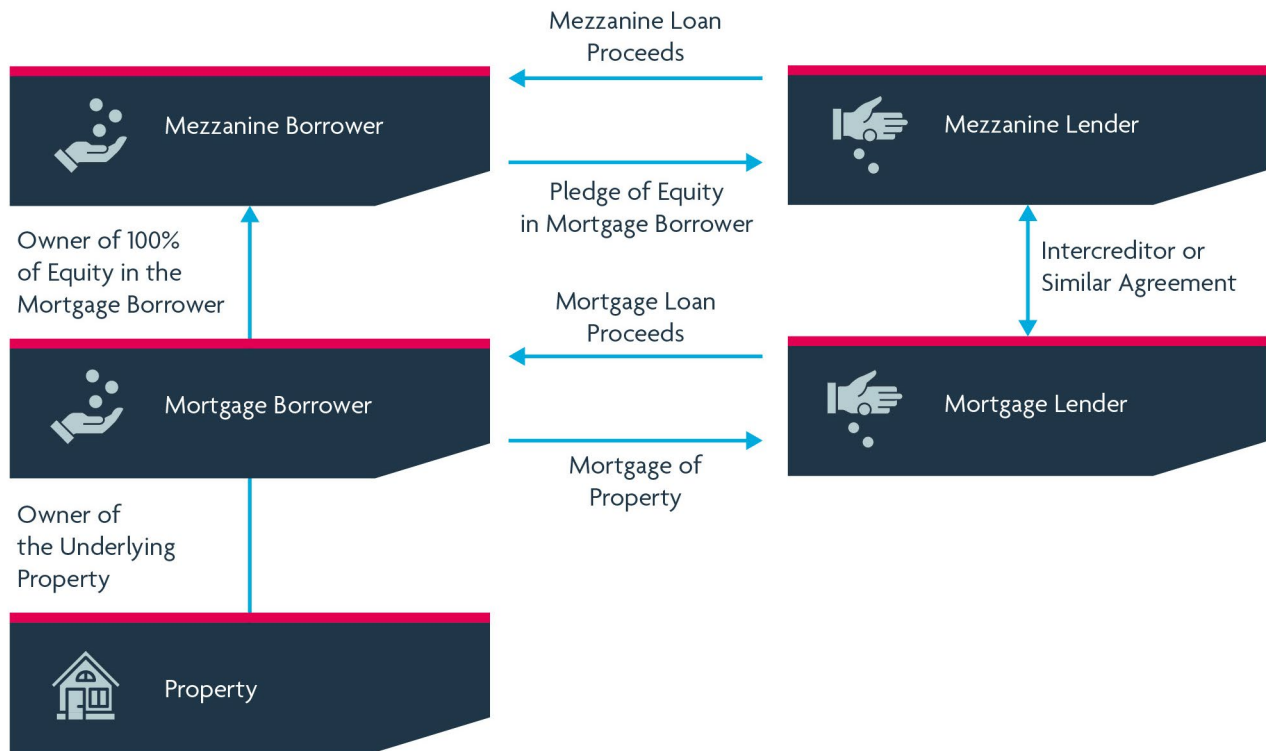 Mezzanine Loan
Proceeds
Mezzanine Borrower
Mezzanine Lender
Pledge of Equity
in Mortgage Borrower
Owner of 100%
of Equity in the
Mortgage Borrower
Intercreditor or
Similar Agreement
Mortgage Loan
Proceeds
Mortgage Borrower
Mortgage Lender
Mortgage of
Property
Owner of
the Underlying
Property
Property